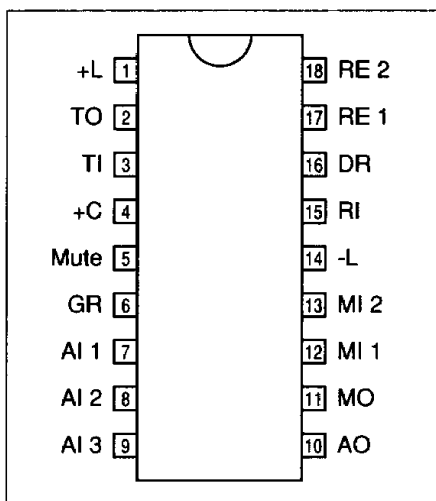 +L 1 18 RE 2
TO 2 17 RE 1
TI 3 16 DR
+C 4 15 RI
Mute 5 14 -L
GR 6 13 MI 2
AI 1 7 12 MI 1
AI 2 8 11 MO
AI 3 9 10 AO